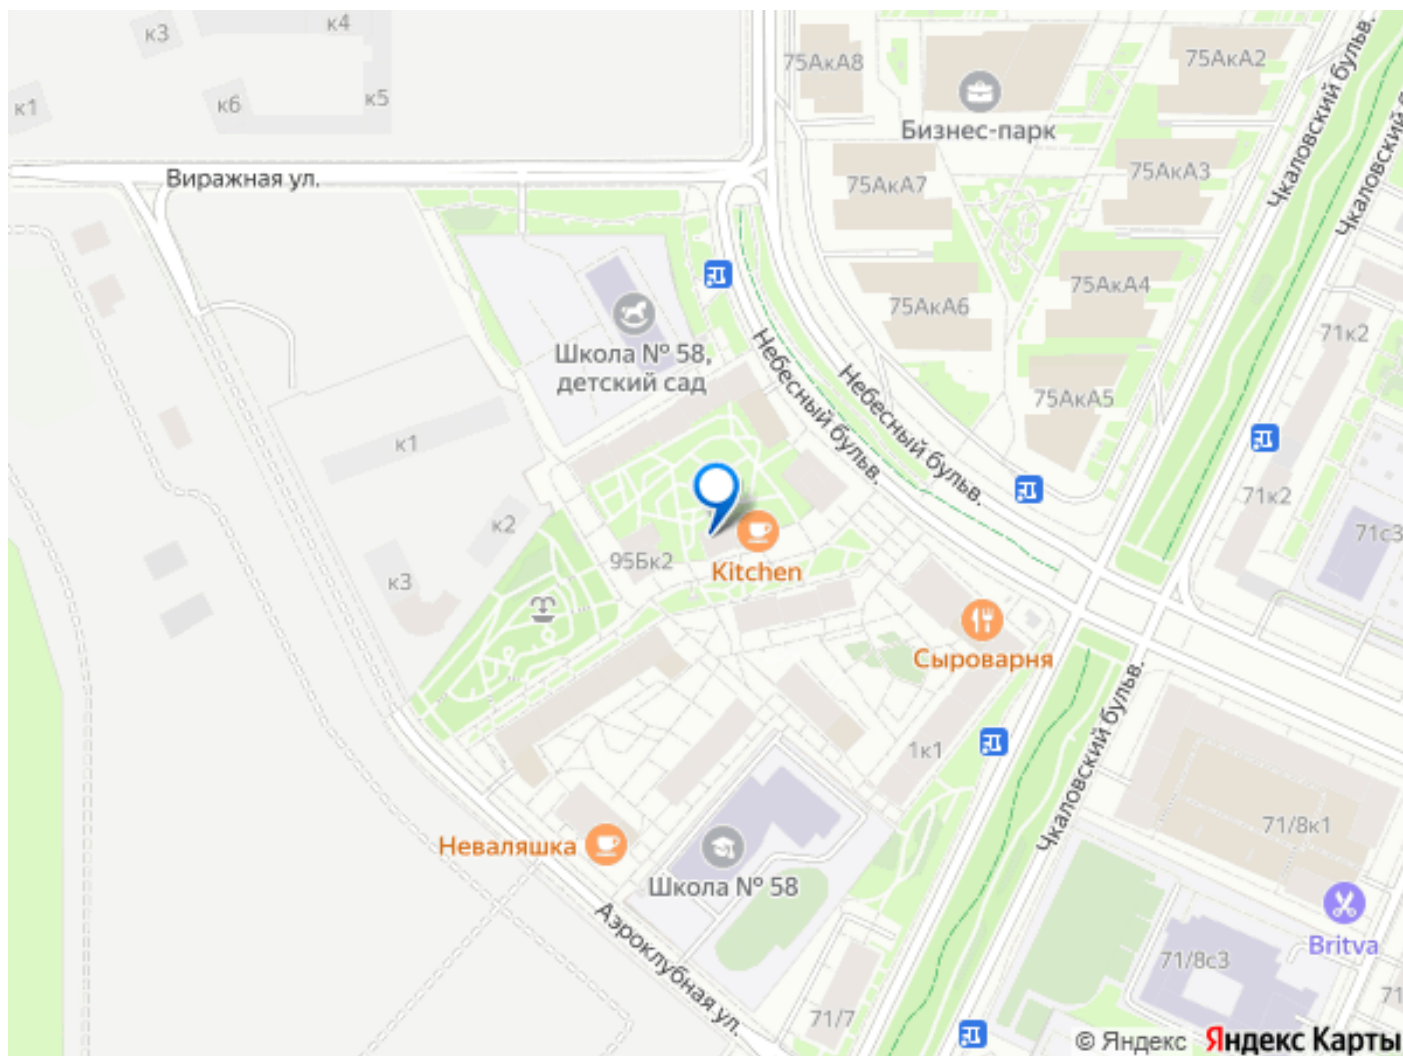 к3
к4
75АкА8
75АкА2
к1
к6
к5
Бизнес-парк
Чкаловский бульв.
Чкаловский б
Виражная ул.
75АкА7
75АкА3
75АкА6
75АкА4
Школа № 58,
детский сад
Небесный бульв.
Небесный бульв.
71к2
75АкА5
к1
71к2
к2
71с3
95Бк2
Kitchen
к3
Сыроварня
Чкаловский бульв.
1к1
Неваляшка
71/8к1
Школа № 58
Аэроклубная ул.
Britva
71/8с3
71
71/7
© Яндекс Яндекс Карты